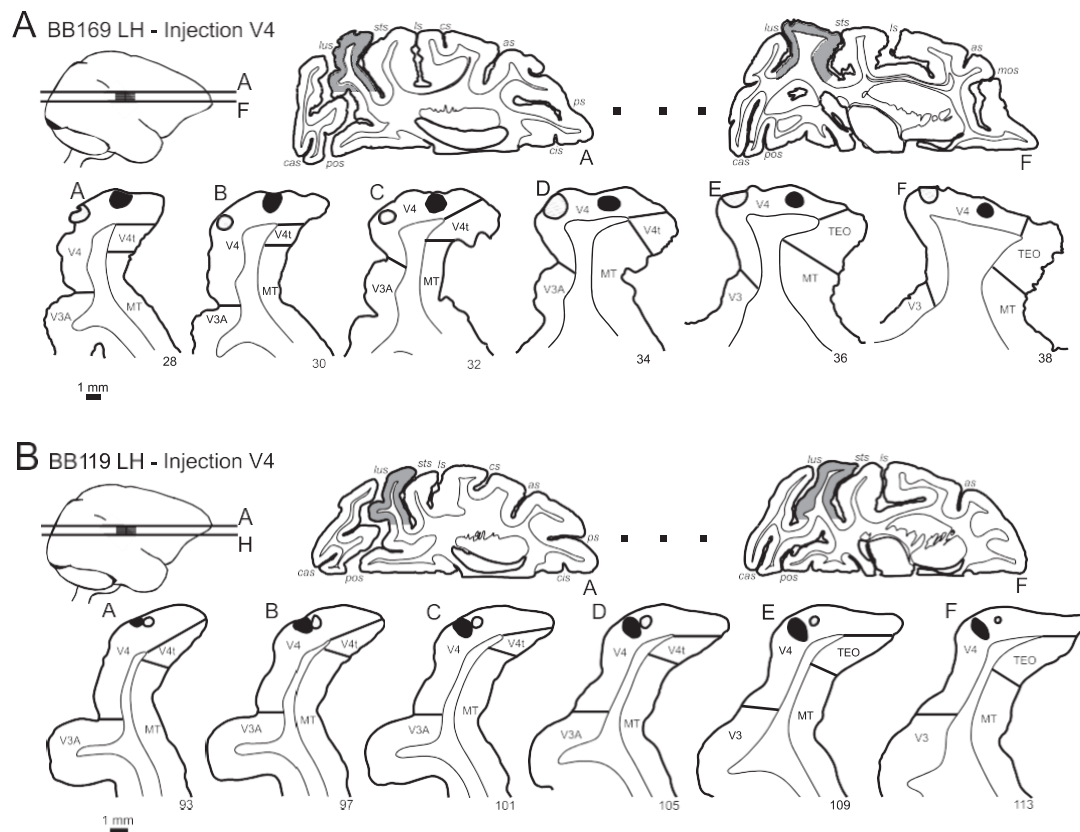 A BB169 LH - Injection V4
A
F
lus sts ls cs as ps cis pos cas A
lus sts ls as mos cas pos F
A V4 V4t V3A MT 28
B V4 V4t V3A MT 30
C V4 V4t V3A MT 32
D V4 V4t V3A MT 34
E V4 TEO V3 MT 36
F V4 TEO V3 MT 38
1 mm
B BB119 LH - Injection V4
A
H
lus sts ls cs as ps cis pos cas A
lus sts ls as cas pos F
A V4 V4t V3A MT 93
B V4 V4t V3A MT 97
C V4 V4t V3A MT 101
D V4 V4t V3A MT 105
E V4 TEO V3 MT 109
F V4 TEO V3 MT 113
1 mm